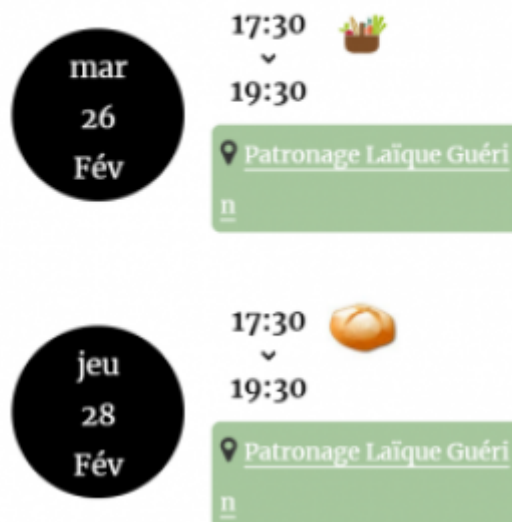 mar
26
Fév
17:30
19:30
Patronage Laïque Guéri
n
jeu
28
Fév
17:30
19:30
Patronage Laïque Guéri
n